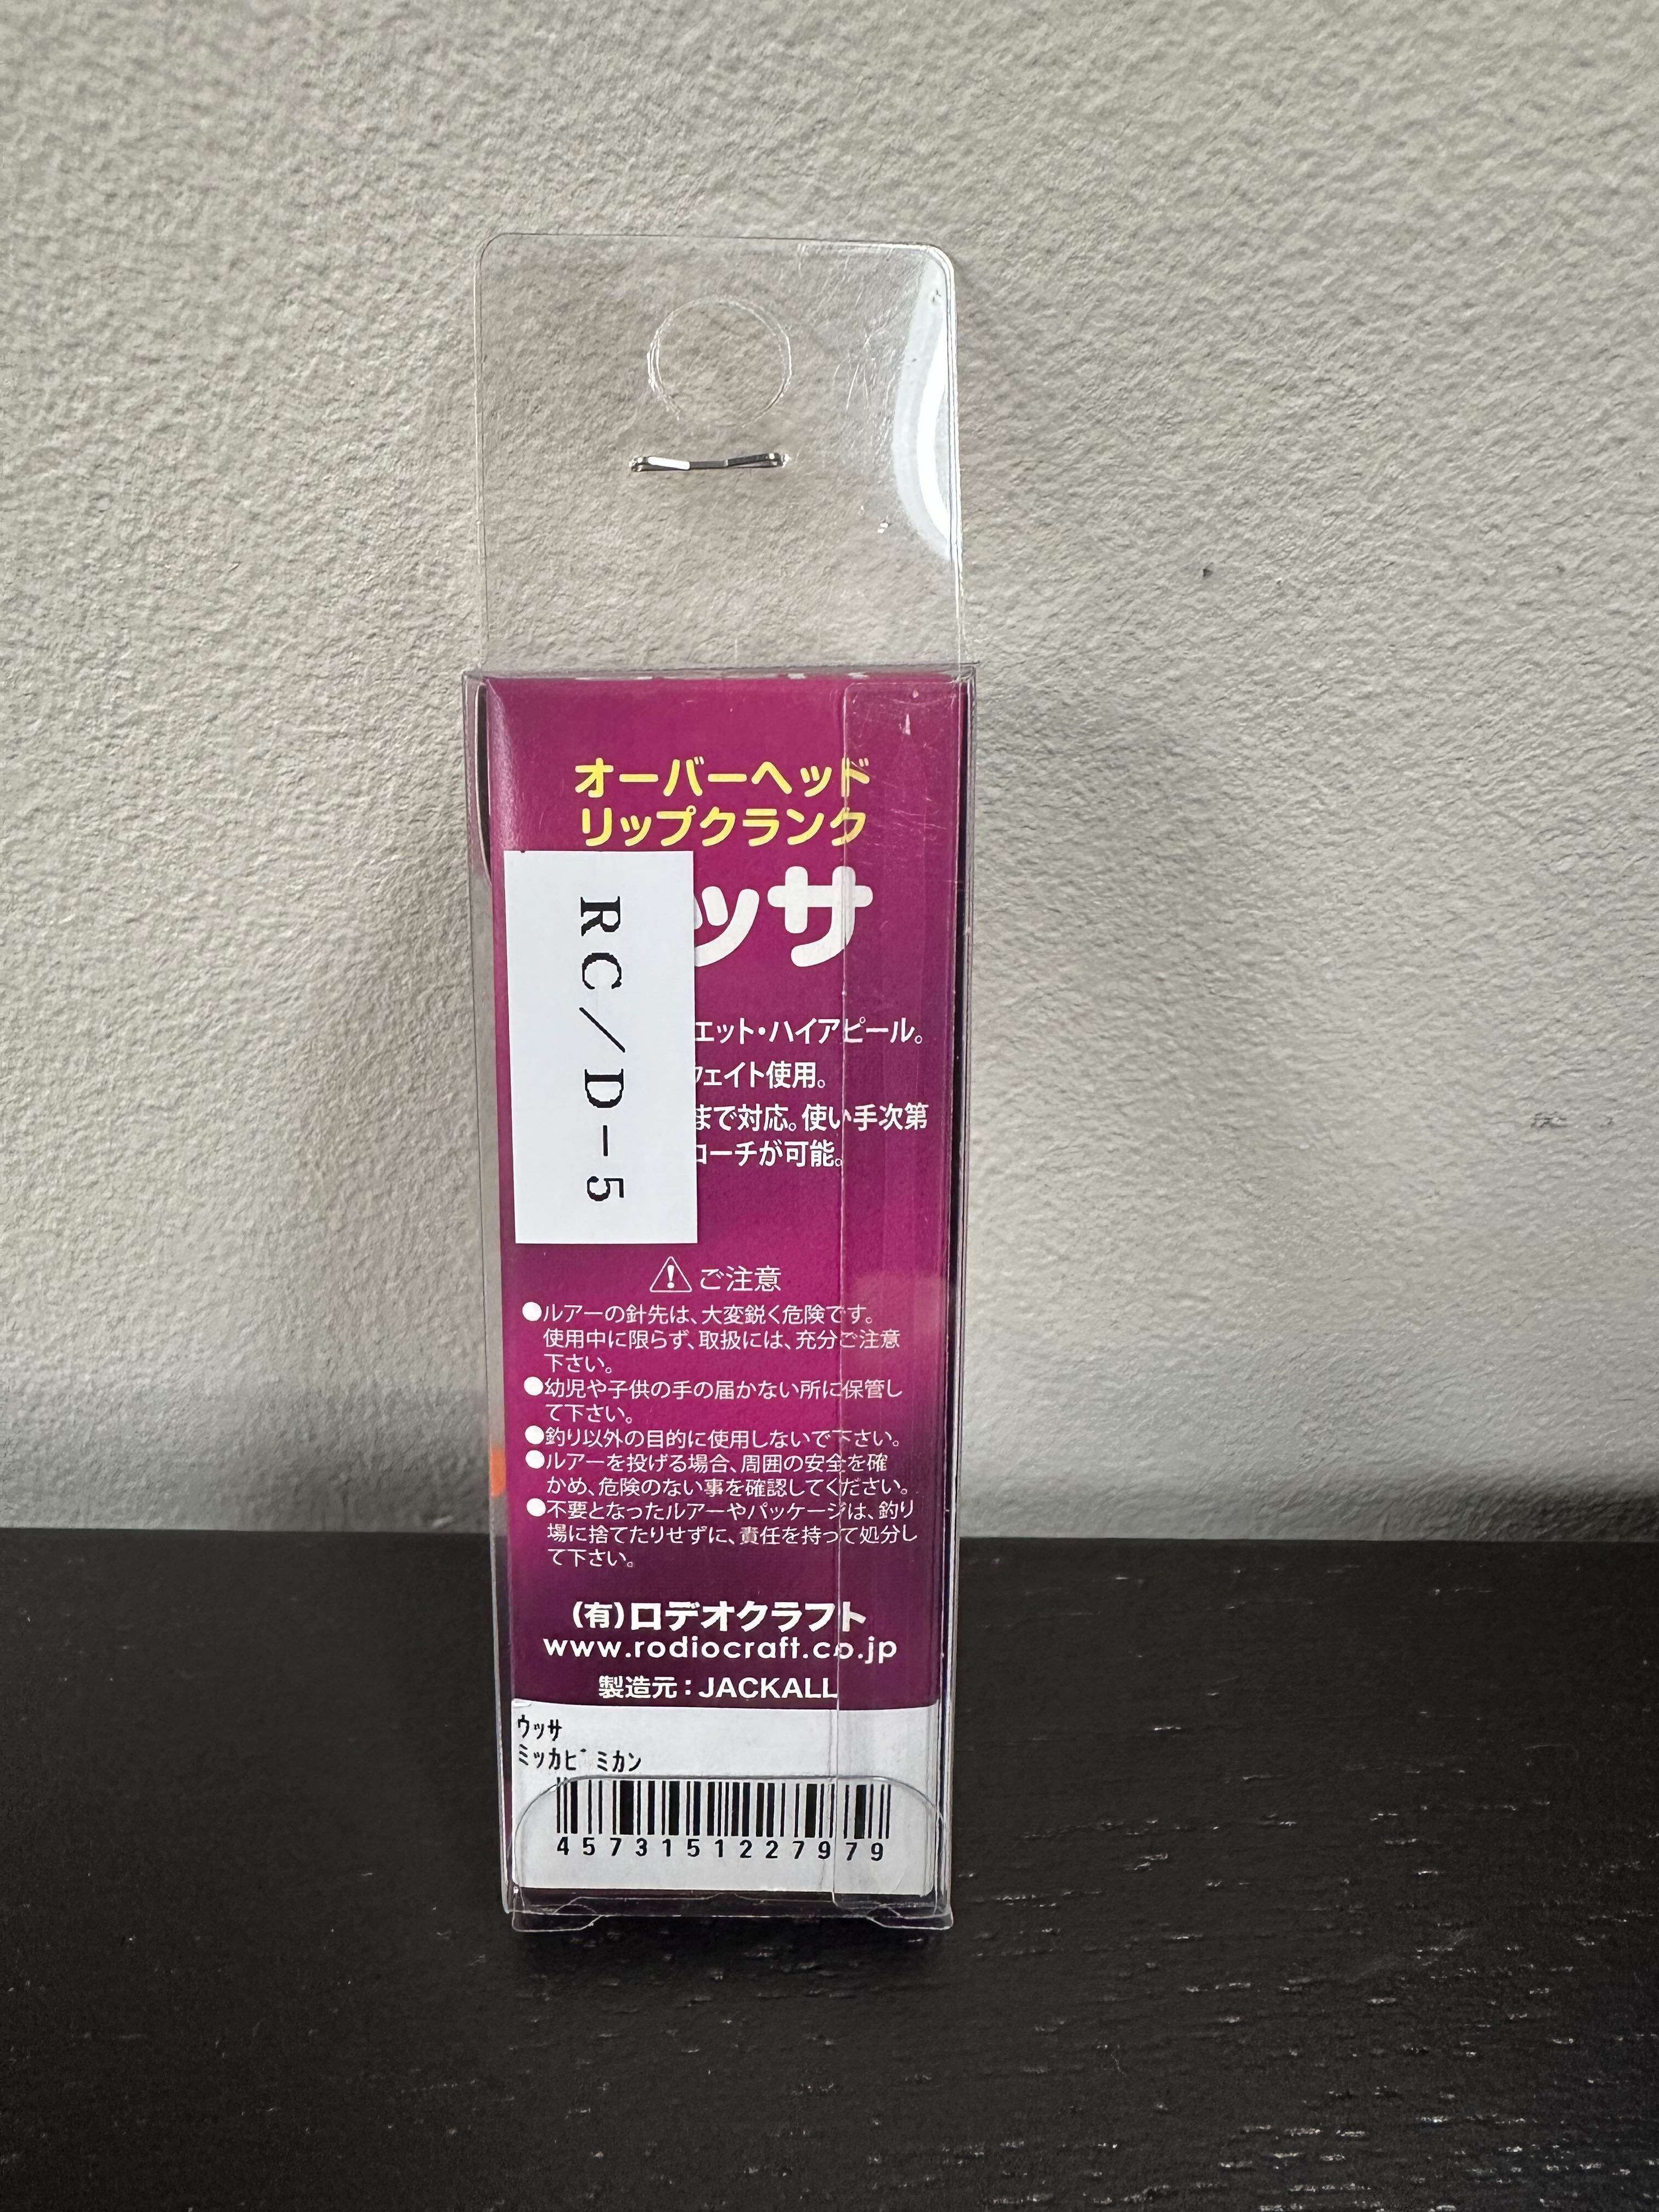 オーバーヘッド
リップクランク
ッサ
RC/D-5
エット・ハイアピール。
ウェイト使用。
まで対応。使い手次第
ローチが可能。
ご注意
●ルアーの針先は、大変鋭く危険です。
使用中に限らず、取扱には、充分ご注意
下さい。
●幼児や子供の手の届かない所に保管し
て下さい。
●釣り以外の目的に使用しないで下さい。
●ルアーを投げる場合、周囲の安全を確
かめ、危険のない事を確認してください。
●不要となったルアーやパッケージは、釣り
場に捨てたりせずに、責任を持って処分し
て下さい。
(有)ロデオクラフト
www.rodiocraft.co.jp
製造元：JACKALL
ウッサ
ミッカビﾞミカン
4573151227979